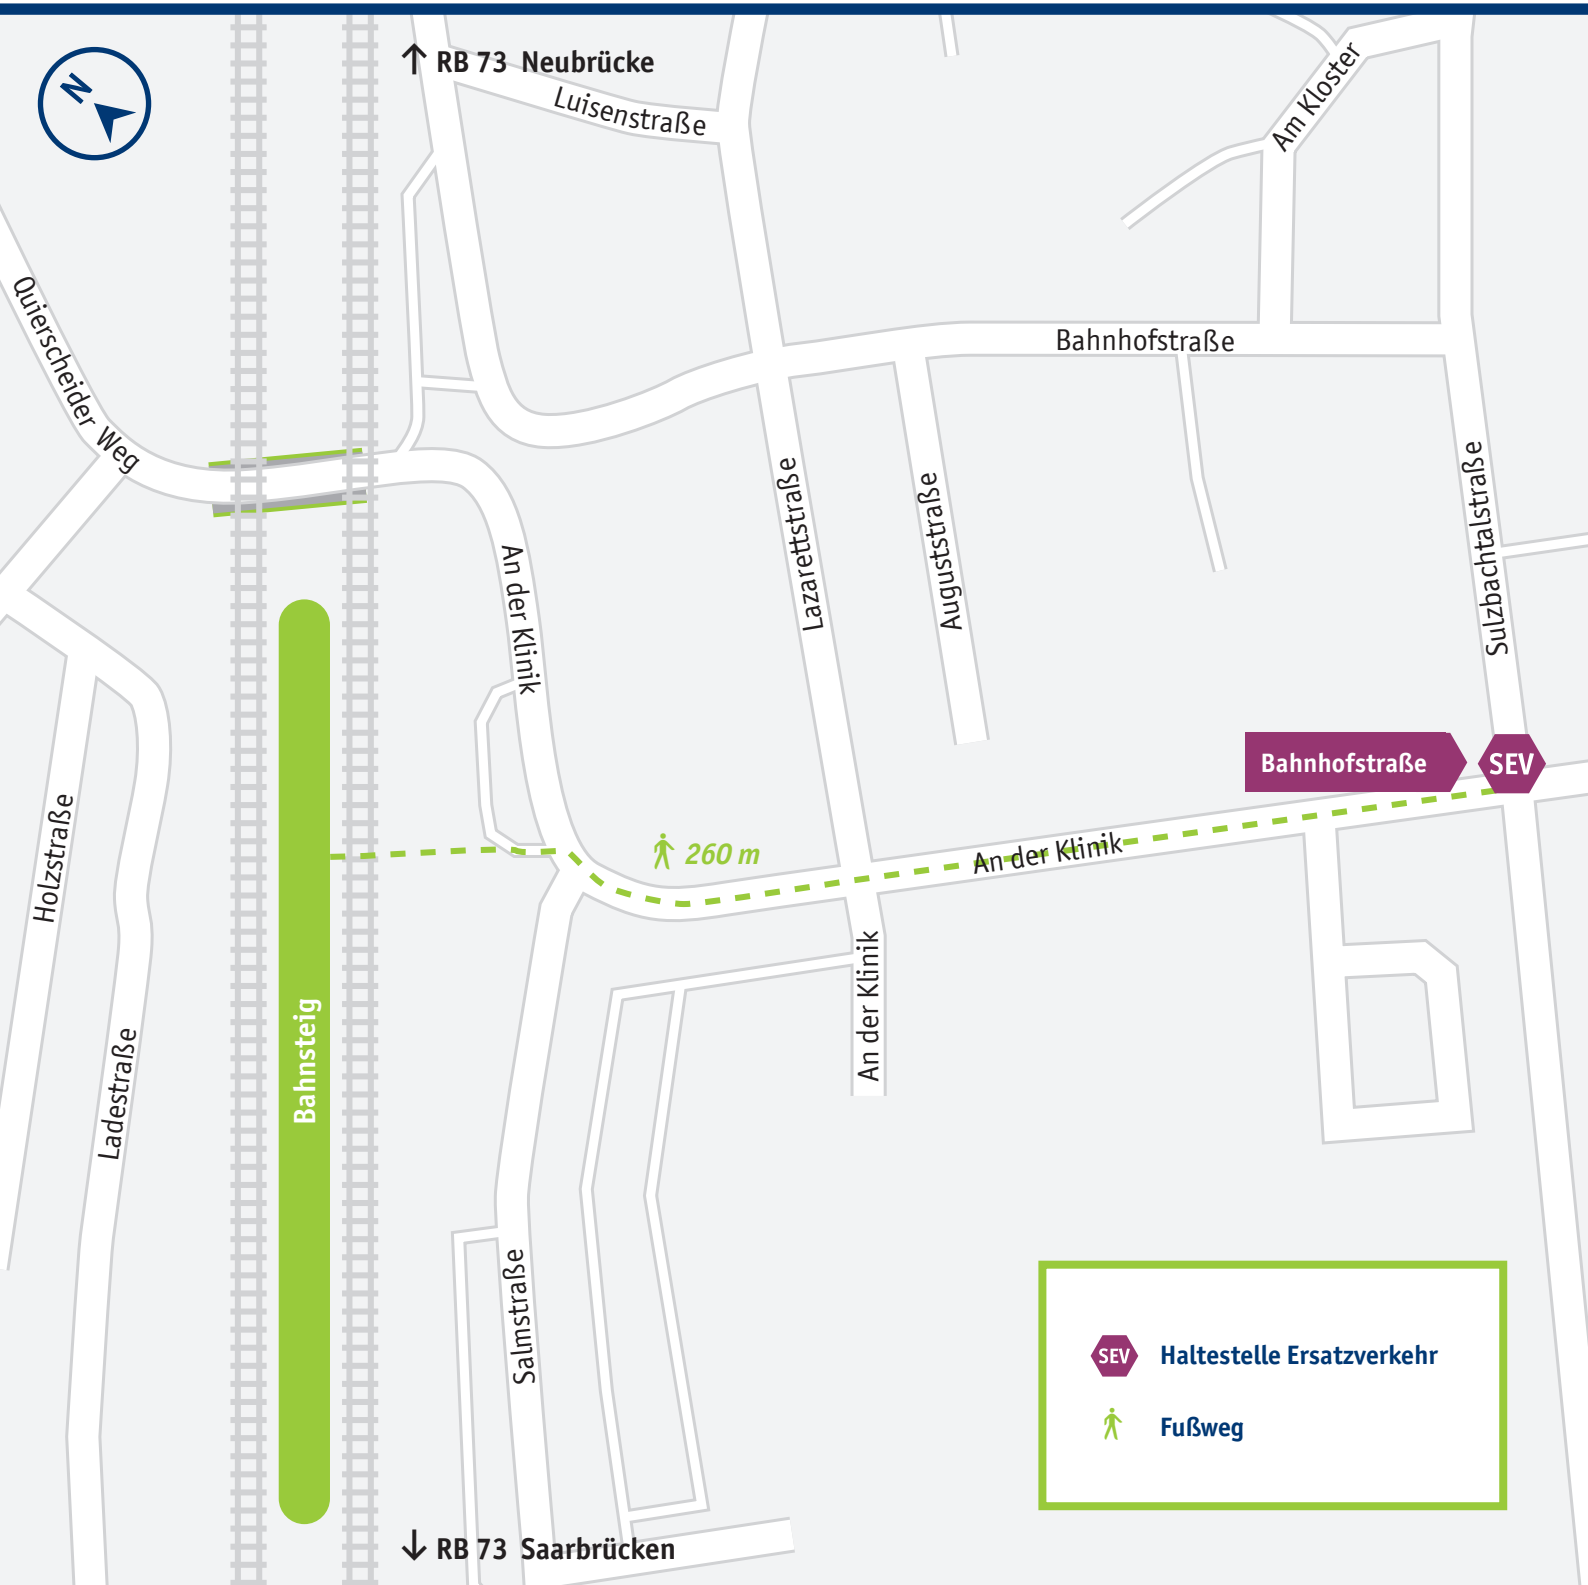 N
↑ RB 73 Neubrücke
Luisenstraße
Am Kloster
Quierscheider Weg
Bahnhofstraße
An der Klinik
Lazarettstraße
Auguststraße
Sulzbachtalstraße
Bahnhofstraße
SEV
Holzstraße
260 m
An der Klinik
An der Klinik
Bahnsteig
Ladestraße
Salmstraße
SEV Haltestelle Ersatzverkehr
Fußweg
↓ RB 73 Saarbrücken